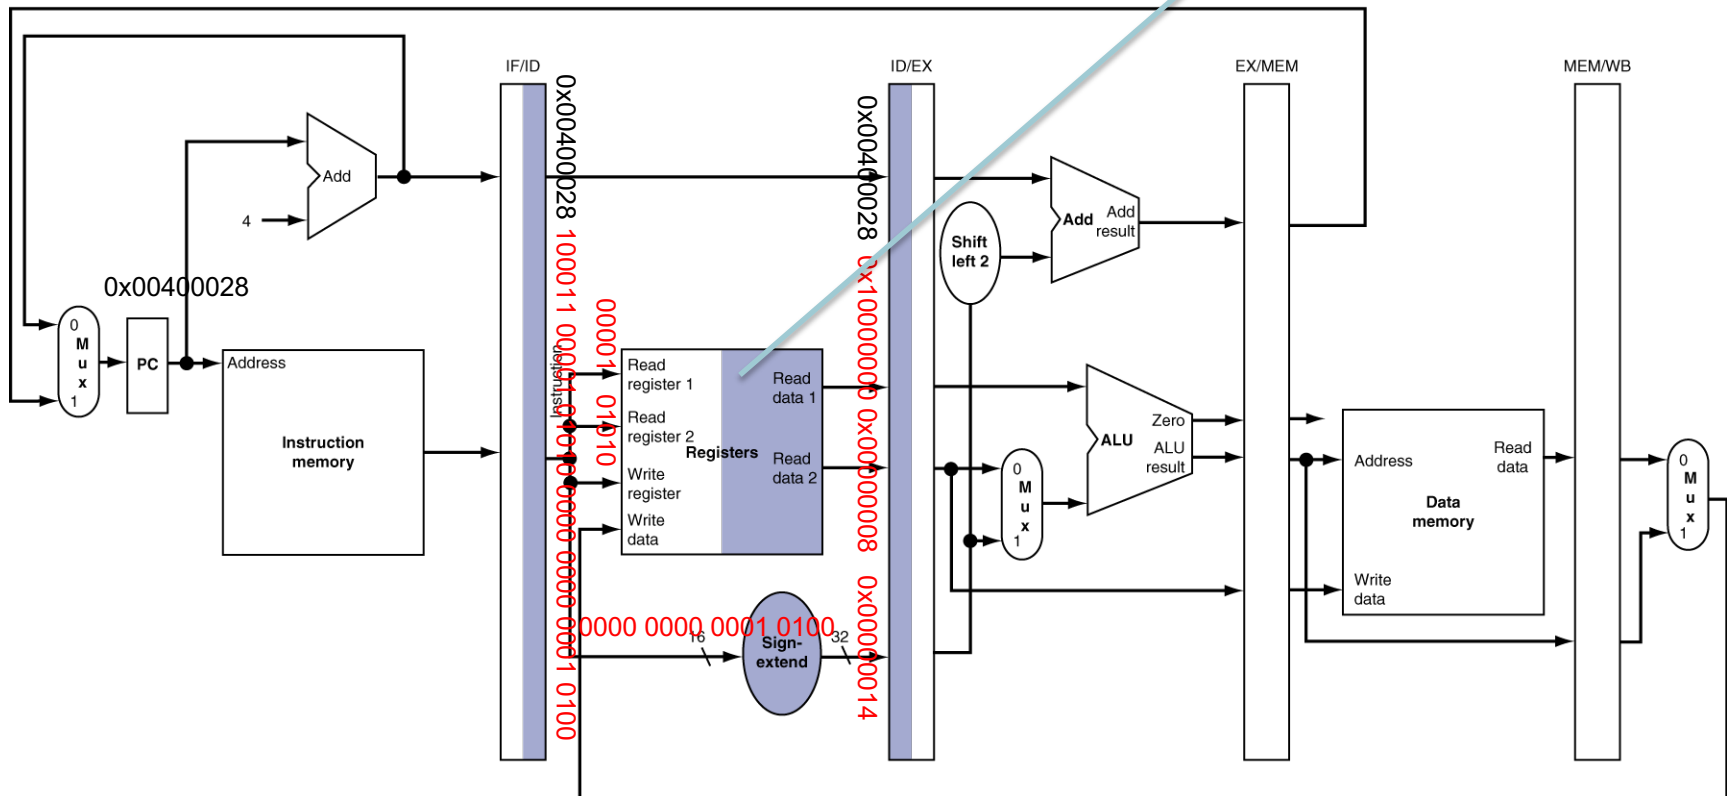 IF/ID
ID/EX
EX/MEM
MEM/WB
Add
4
0x00400028
0
M
u
x
1
PC
Address
Instruction
memory
0x00400028 100011 00001 01010 0000 0000 0001 0100
Instruction
00001 01010
Read
register 1
Read
register 2
Registers
Write
register
Write
data
Read
data 1
Read
data 2
0000 0000 0001 0100
16
Sign-
extend
32
0x00400028 0x10000000 0x00000008 0x00000014
Shift
left 2
Add
Add
result
0
M
u
x
1
ALU
Zero
ALU
result
Address
Read
data
Data
memory
Write
data
0
M
u
x
1